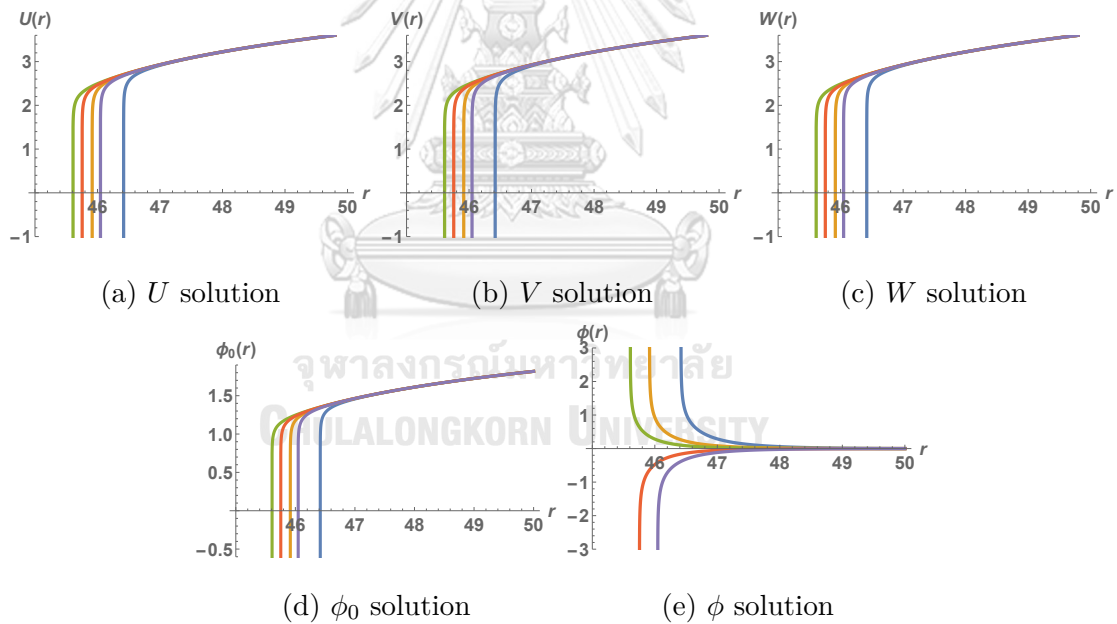 U(r) V(r) W(r)
3 3 3
2 2 2
1 1 1
46 47 48 49 50 r 46 47 48 49 50 r 46 47 48 49 50 r
-1 -1 -1
(a) U solution (b) V solution (c) W solution
ϕ0(r) ϕ(r)
จุฬาลงกรณ์มหาวิทยาลัย
CHULALONGKORN UNIVERSITY
1.5 3
1.0 2
0.5 1
46 47 48 49 50 r 46 47 48 49 50 r
-0.5 -1
-2
-3
(d) ϕ0 solution (e) ϕ solution